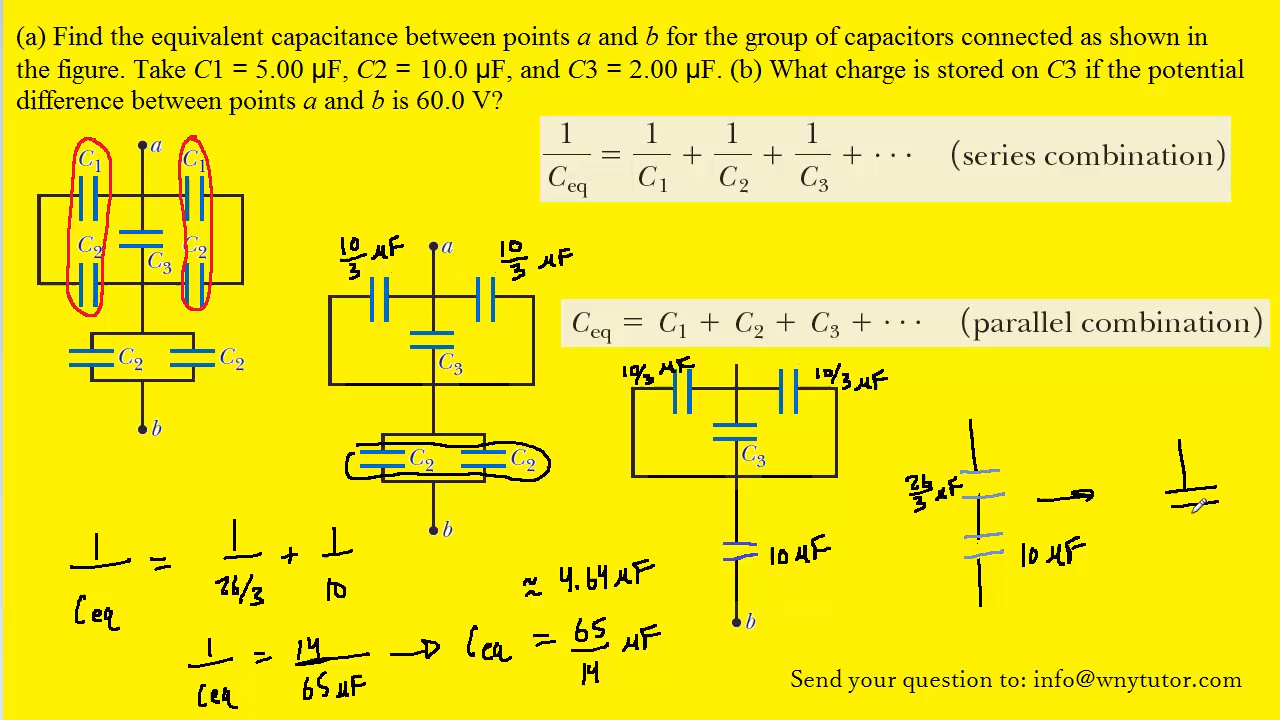 (a) Find the equivalent capacitance between points a and b for the group of capacitors connected as shown in
the figure. Take C1 = 5.00 µF, C2 = 10.0 µF, and C3 = 2.00 µF. (b) What charge is stored on C3 if the potential
difference between points a and b is 60.0 V?
1/C_eq = 1/C₁ + 1/C₂ + 1/C₃ + ··· (series combination)
a
C₁ C₁
C₂ C₂
C₃
C₂ C₂
b
10/3 µF a 10/3 µF
C₃
C₂ C₂
b
C_eq = C₁ + C₂ + C₃ + ··· (parallel combination)
10/3 µF 10/3 µF
C₃
10 µF
b
26/3 µF
10 µF
1/Ceq = 1/26/3 + 1/10
1/Ceq = 14/65 µF → Ceq = 65/14 µF
≈ 4.64 µF
Send your question to: info@wnytutor.com